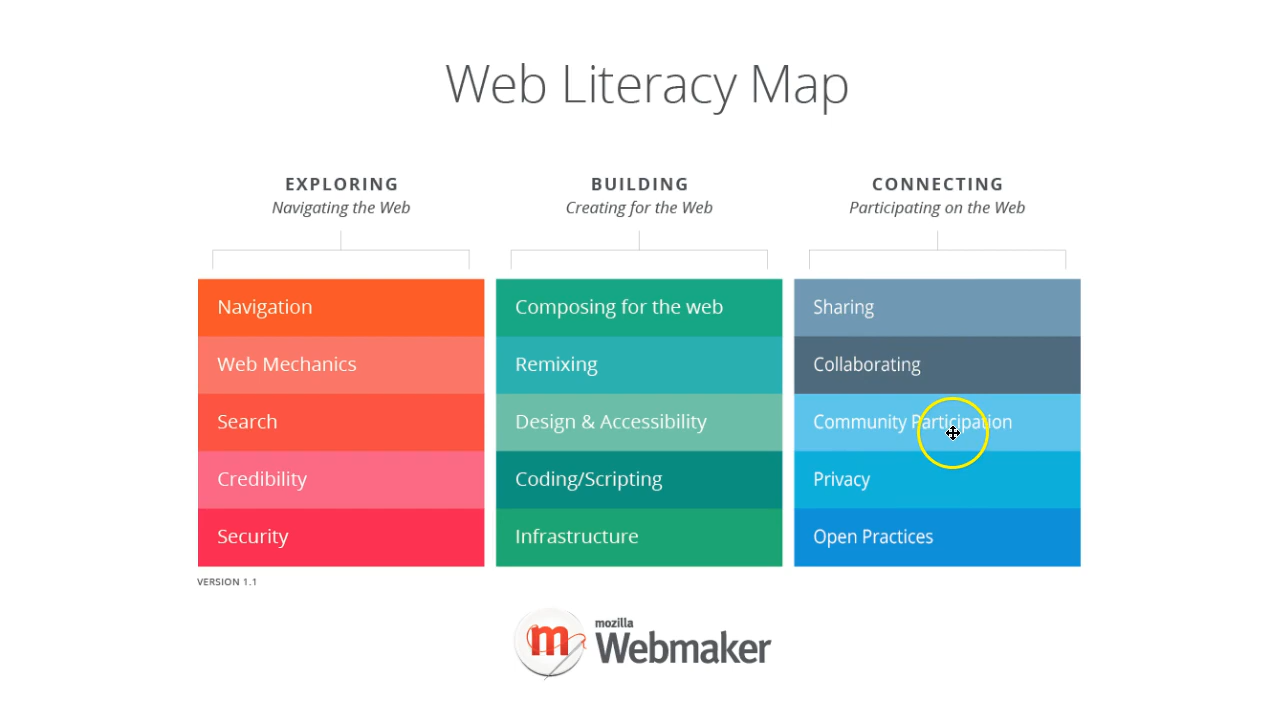 Web Literacy Map
EXPLORING
Navigating the Web
Navigation
Web Mechanics
Search
Credibility
Security
BUILDING
Creating for the Web
Composing for the web
Remixing
Design & Accessibility
Coding/Scripting
Infrastructure
CONNECTING
Participating on the Web
Sharing
Collaborating
Community Participation
Privacy
Open Practices
VERSION 1.1
m
mozilla
Webmaker